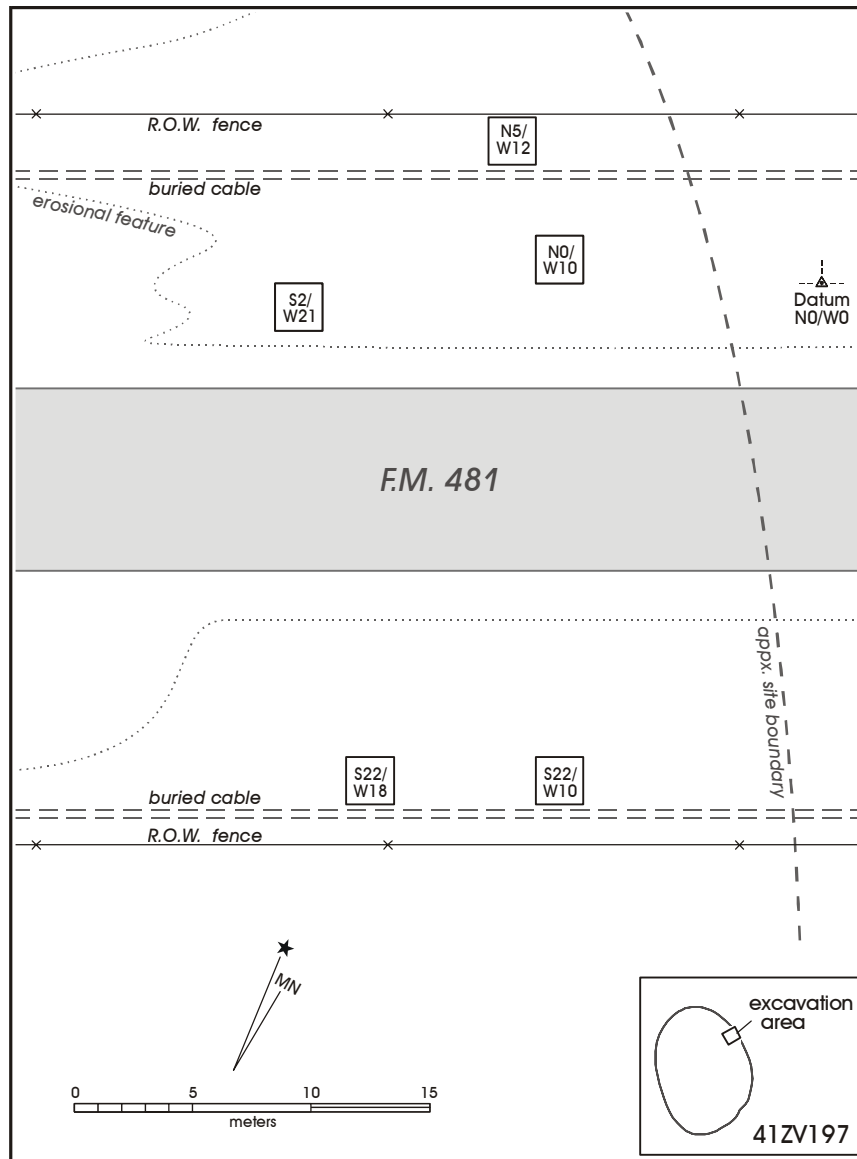 R.O.W. fence
N5/
W12
buried cable
erosional feature
N0/
W10
S2/
W21
Datum
N0/W0
F.M. 481
appx. site boundary
S22/
W18
S22/
W10
buried cable
R.O.W. fence
MN
0 5 10 15
meters
excavation
area
41ZV197